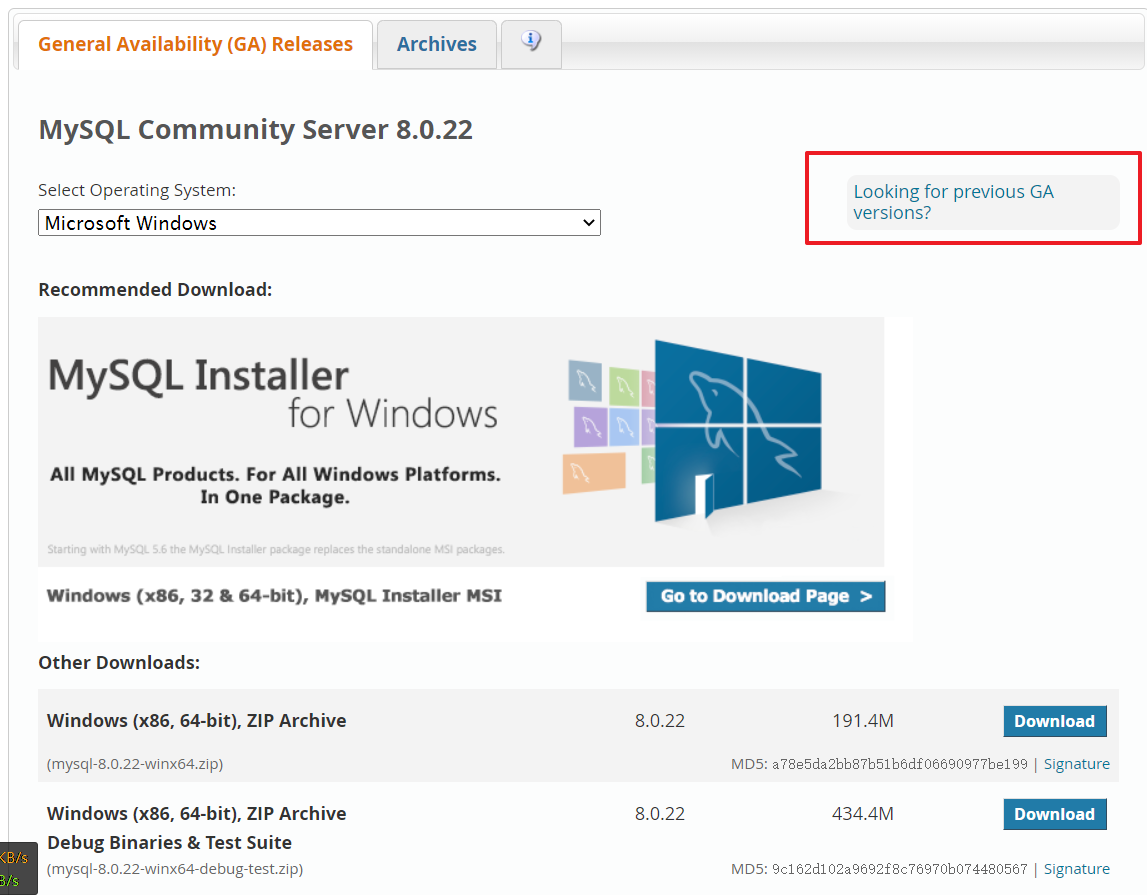 General Availability (GA) Releases
Archives
MySQL Community Server 8.0.22
Select Operating System:
Looking for previous GA
versions?
Microsoft Windows
Recommended Download:
MySQL Installer
for Windows
All MySQL Products. For All Windows Platforms.
In One Package.
Starting with MySQL 5.6 the MySQL Installer package replaces the standalone MSI packages.
Windows (x86, 32 & 64-bit), MySQL Installer MSI
Go to Download Page >
Other Downloads:
Windows (x86, 64-bit), ZIP Archive 8.0.22 191.4M Download
(mysql-8.0.22-winx64.zip) MD5: a78e5da2bb87b51b6df06690977be199 | Signature
Windows (x86, 64-bit), ZIP Archive 8.0.22 434.4M Download
Debug Binaries & Test Suite
(mysql-8.0.22-winx64-debug-test.zip) MD5: 9c162d102a9692f8c76970b074480567 | Signature
KB/s
B/s